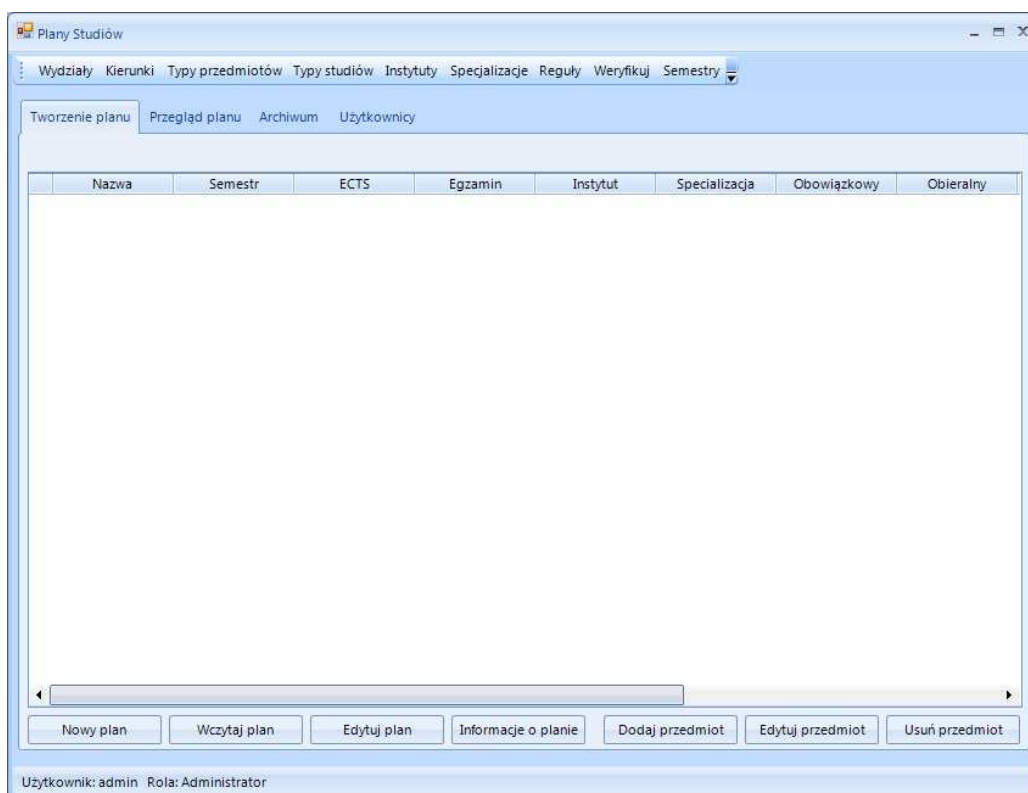 Plany Studiów
Wydziały Kierunki Typy przedmiotów Typy studiów Instytuty Specjalizacje Reguły Weryfikuj Semestry
Tworzenie planu Przegląd planu Archiwum Użytkownicy
Nazwa Semestr ECTS Egzamin Instytut Specializacja Obowiązkowy Obieralny
Nowy plan Wczytaj plan Edytuj plan Informacje o planie Dodaj przedmiot Edytuj przedmiot Usuń przedmiot
Użytkownik: admin Rola: Administrator